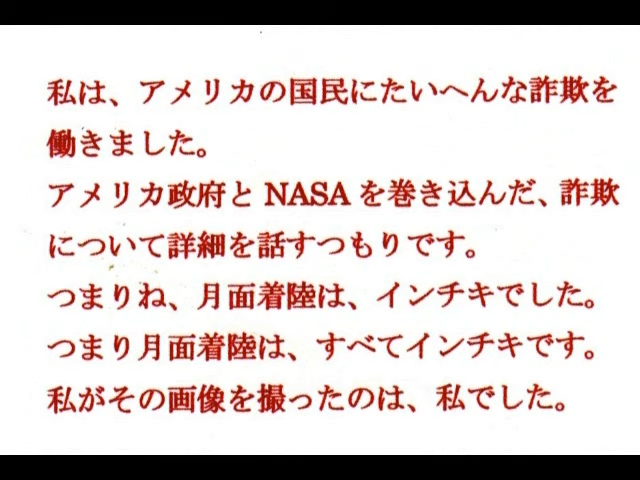 私は、アメリカの国民にたいへんな詐欺を
働きました。
アメリカ政府と NASA を巻き込んだ、詐欺
について詳細を話すつもりです。
つまりね、月面着陸は、インチキでした。
つまり月面着陸は、すべてインチキです。
私がその画像を撮ったのは、私でした。